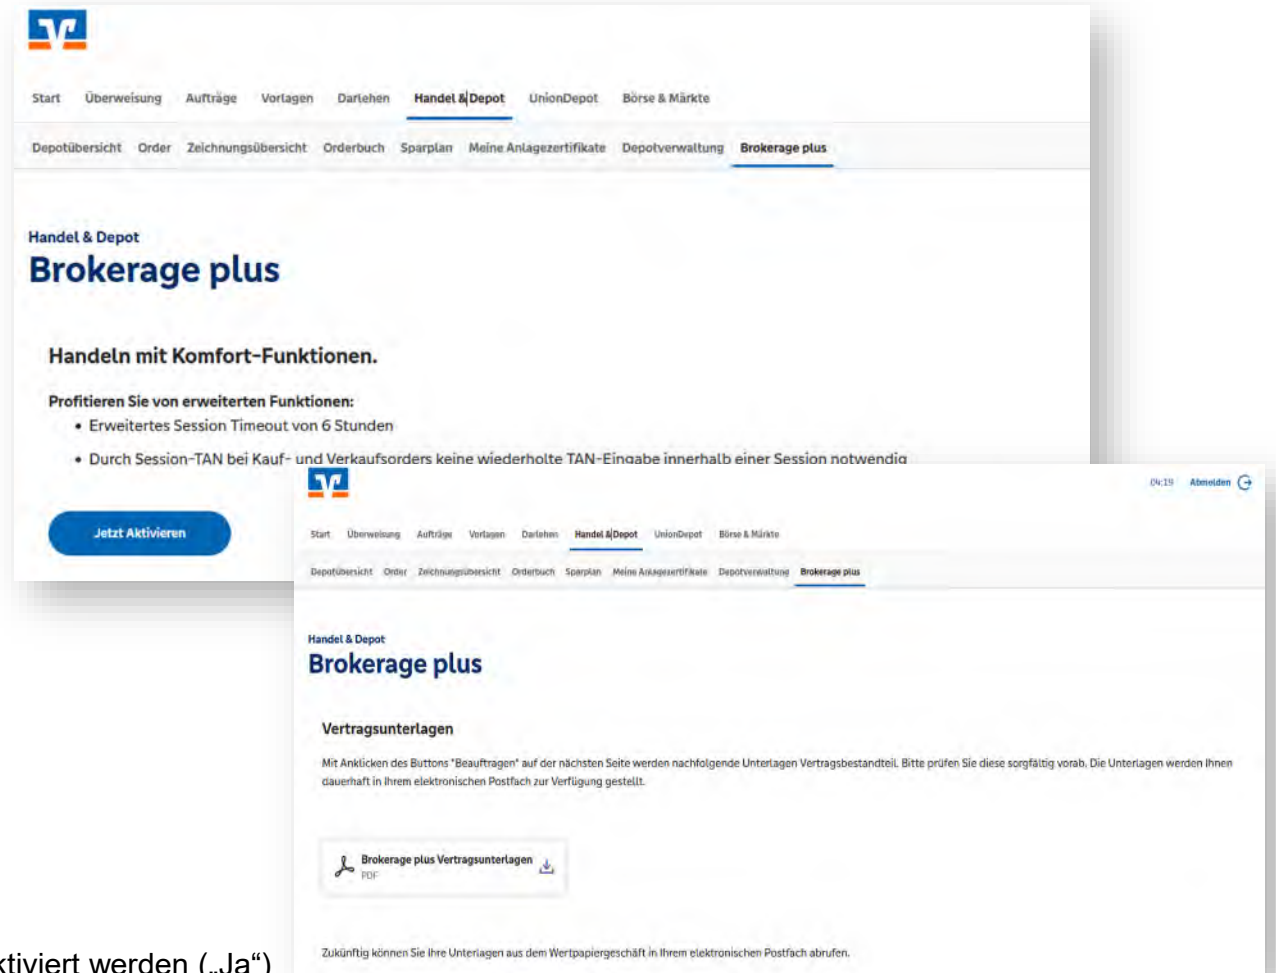 Start Überweisung Aufträge Vorlagen Darlehen Handel & Depot UnionDepot Börse & Märkte
Depotübersicht Order Zeichnungsübersicht Orderbuch Sparplan Meine Anlagezertifikate Depotverwaltung Brokerage plus
Handel & Depot
Brokerage plus
Handeln mit Komfort-Funktionen.
Profitieren Sie von erweiterten Funktionen:
• Erweitertes Session Timeout von 6 Stunden
• Durch Session-TAN bei Kauf- und Verkaufsorders keine wiederholte TAN-Eingabe innerhalb einer Session notwendig
Jetzt Aktivieren
04:19 Abmelden
Start Überweisung Aufträge Vorlagen Darlehen Handel & Depot UnionDepot Börse & Märkte
Depotübersicht Order Zeichnungsübersicht Orderbuch Sparplan Meine Anlagezertifikate Depotverwaltung Brokerage plus
Handel & Depot
Brokerage plus
Vertragsunterlagen
Mit Anklicken des Buttons "Beauftragen" auf der nächsten Seite werden nachfolgende Unterlagen Vertragsbestandteil. Bitte prüfen Sie diese sorgfältig vorab. Die Unterlagen werden Ihnen
dauerhaft in Ihrem elektronischen Postfach zur Verfügung gestellt.
Brokerage plus Vertragsunterlagen
PDF
Zukünftig können Sie Ihre Unterlagen aus dem Wertpapiergeschäft in Ihrem elektronischen Postfach abrufen.
ktiviert werden („Ja“)